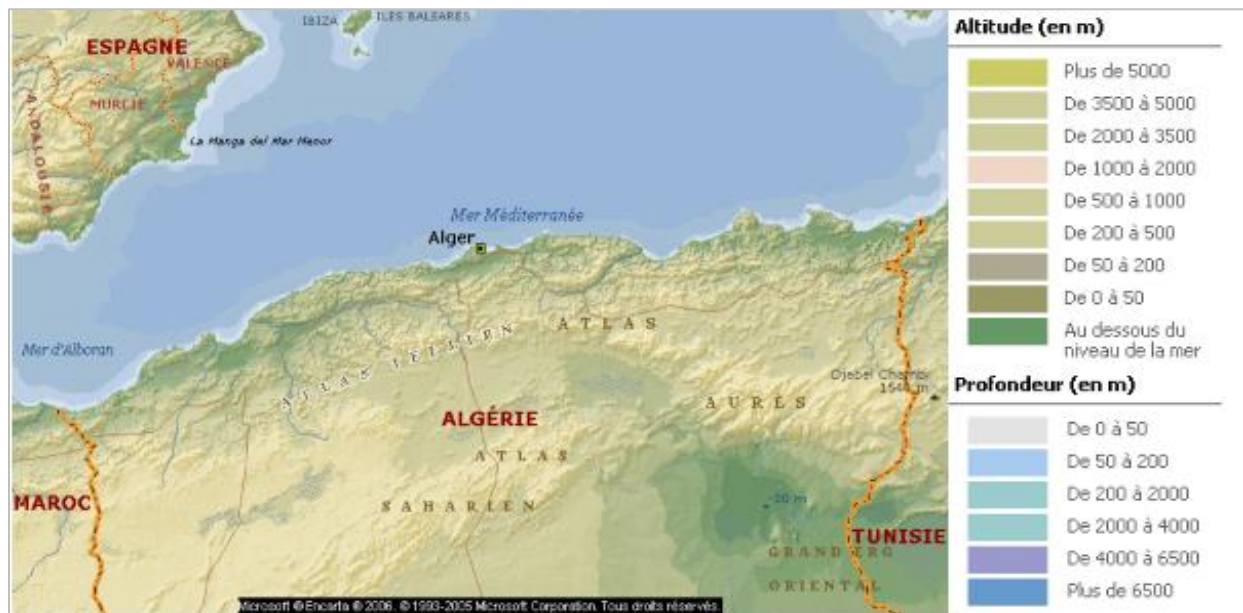 IBIZA
ILES BALEARES
ESPAGNE
VALENCE
MURCIE
ANDALOUSIE
La Manga del Mar Menor
Mer Méditerranée
Alger
Mer d'Alboran
ATLAS TELLIEN
ATLAS
Djebel Chambi
1544 m
AURÈS
ALGÉRIE
ATLAS
SAHARIEN
MAROC
-30 m
TUNISIE
GRAND ERG
ORIENTAL
Microsoft ® Encarta ® 2006. © 1993-2005 Microsoft Corporation. Tous droits réservés.
Altitude (en m)
Plus de 5000
De 3500 à 5000
De 2000 à 3500
De 1000 à 2000
De 500 à 1000
De 200 à 500
De 50 à 200
De 0 à 50
Au dessous du
niveau de la mer
Profondeur (en m)
De 0 à 50
De 50 à 200
De 200 à 2000
De 2000 à 4000
De 4000 à 6500
Plus de 6500